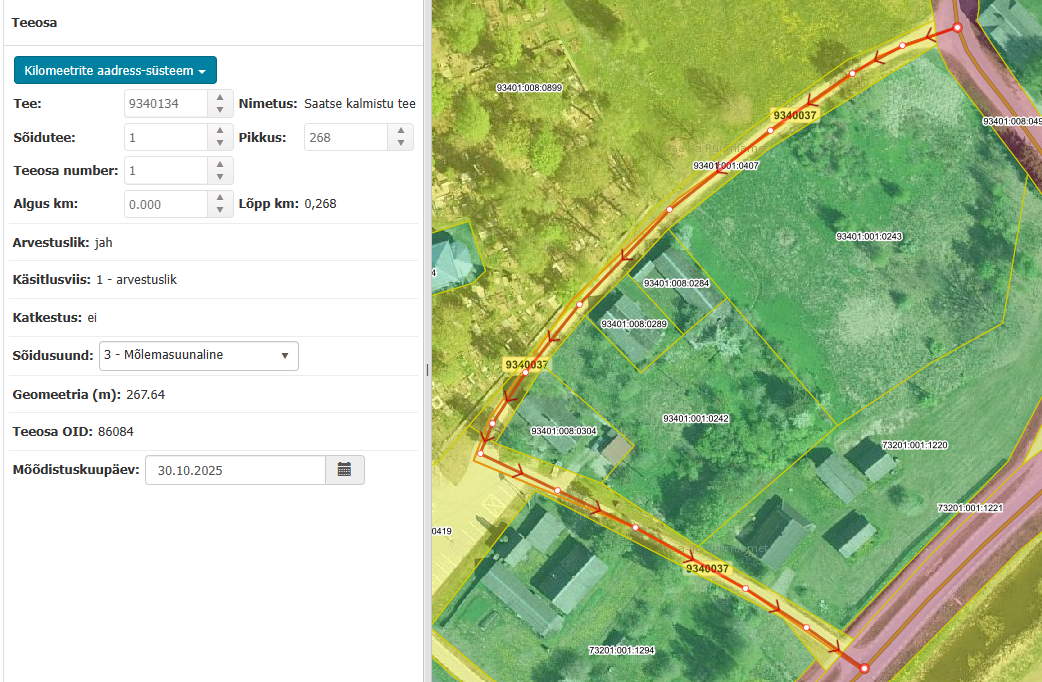 Teeosa
Kilomeetrite aadress-süsteem
Tee: 9340134 Nimetus: Saatse kalmistu tee
Sõidutee: 1 Pikkus: 268
Teeosa number: 1
Algus km: 0.000 Lõpp km: 0,268
Arvestuslik: jah
Käsitlusviis: 1 - arvestuslik
Katkestus: ei
Sõidusuund: 3 - Mõlemasuunaline
Geomeetria (m): 267.64
Teeosa OID: 86084
Mõõdistuskuupäev: 30.10.2025
93401:008:0899
9340037
93401:008:049
93401:001:0407
93401:001:0243
4
93401:008:0284
93401:008:0289
9340037
93401:001:0242
93401:008:0304
73201:001:1220
73201:001:1221
0419
9340037
73201:001:1294